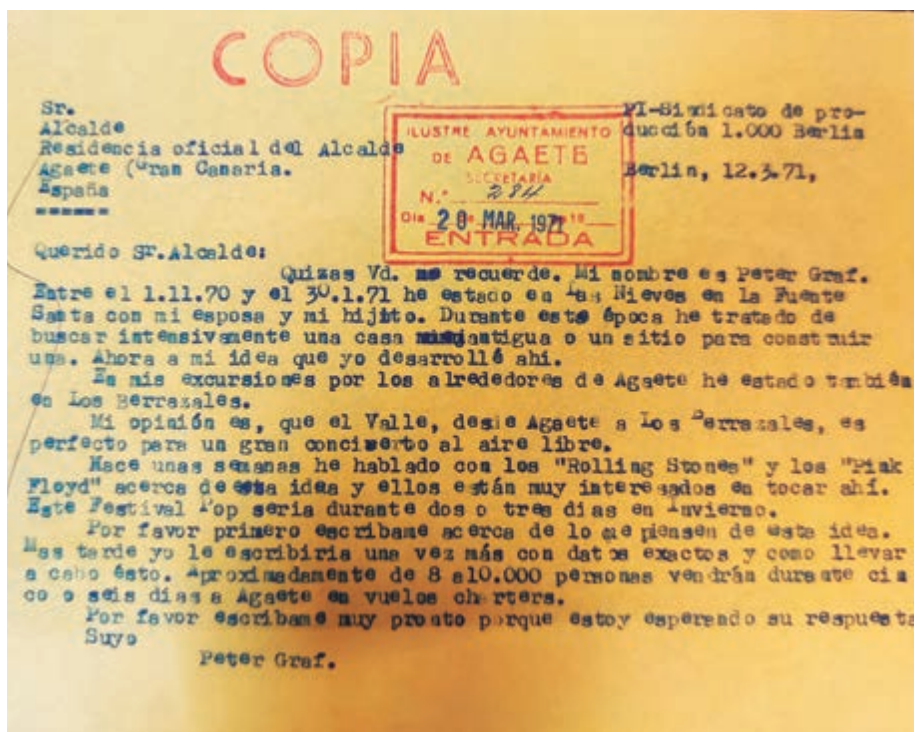 COPIA
Sr.
Alcalde
Residencia oficial del Alcalde
Agaete (Gran Canaria.
España
======
ILUSTRE AYUNTAMIENTO
DE AGAETE
SECRETARÍA
N.º 284
Día 20 MAR. 1971
ENTRADA
PI-Sindicato de pro-
ducción 1.000 Berlin
Berlin, 12.3.71,
Querido Sr.Alcalde:
Quizas Vd. me recuerde. Mi nombre es Peter Graf.
Entre el 1.11.70 y el 30.1.71 he estado en Las Nieves en la Fuente
Santa con mi esposa y mi hijito. Durante esta época he tratado de
buscar intensivamente una casa antigua o un sitio para construir
una. Ahora a mi idea que yo desarrollé ahi.
En mis excursiones por los alrededores de Agaete he estado también
en Los Berrazales.
Mi opinión es, que el Valle, desde Agaete a Los Berrazales, es
perfecto para un gran concimerto al aire libre.
Hace unas semanas he hablado con los "Rolling Stones" y los "Pink
Floyd" acerca de esta idea y ellos están muy interesados en tocar ahí.
Este Festival Pop seria durante dos o tres dias en Invierno.
Por favor primero escribame acerca de lo que piensen de esta idea.
Mas tarde yo le escribiria una vez más con datos exactos y como llevar
a cabo ésto. Aproximadamente de 8 a10.000 personas vendrán durante cin
co o seis dias a Agaete en vuelos charters.
Por favor escribame muy pronto porque estoy esperando su respuesta
Suyo
Peter Graf.